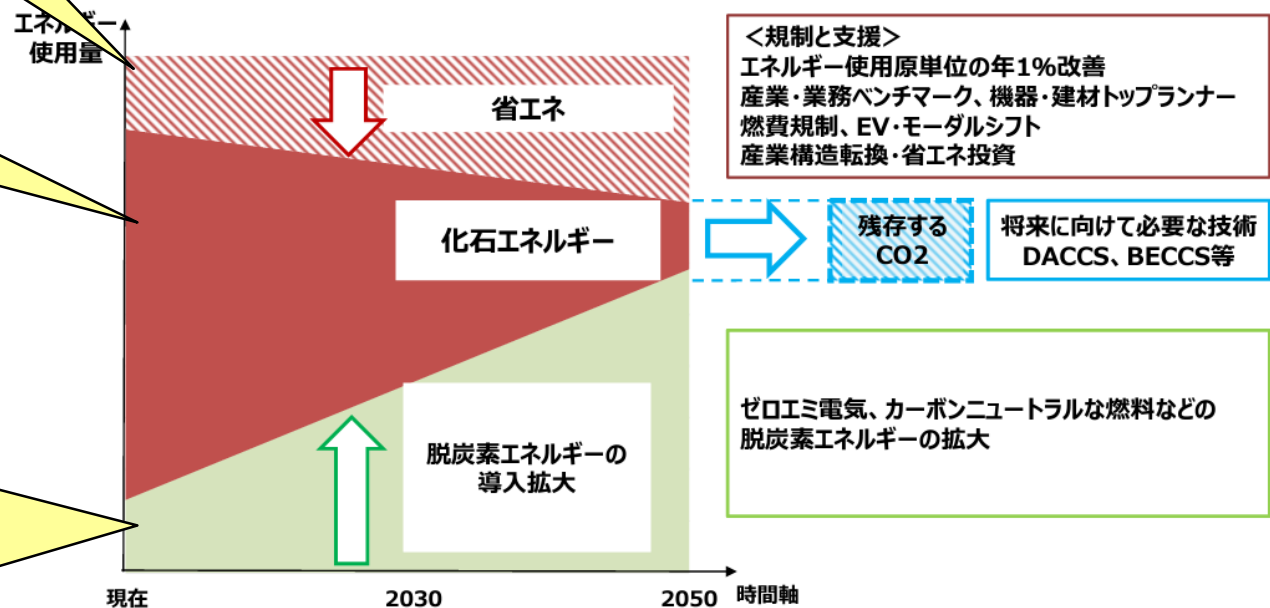 エネルギー
使用量
省エネ
化石エネルギー
脱炭素エネルギーの
導入拡大
現在
2030
2050
時間軸
＜規制と支援＞
エネルギー使用原単位の年1%改善
産業・業務ベンチマーク、機器・建材トップランナー
燃費規制、EV・モーダルシフト
産業構造転換・省エネ投資
残存する
CO2
将来に向けて必要な技術
DACCS、BECCS等
ゼロエミ電気、カーボンニュートラルな燃料などの
脱炭素エネルギーの拡大